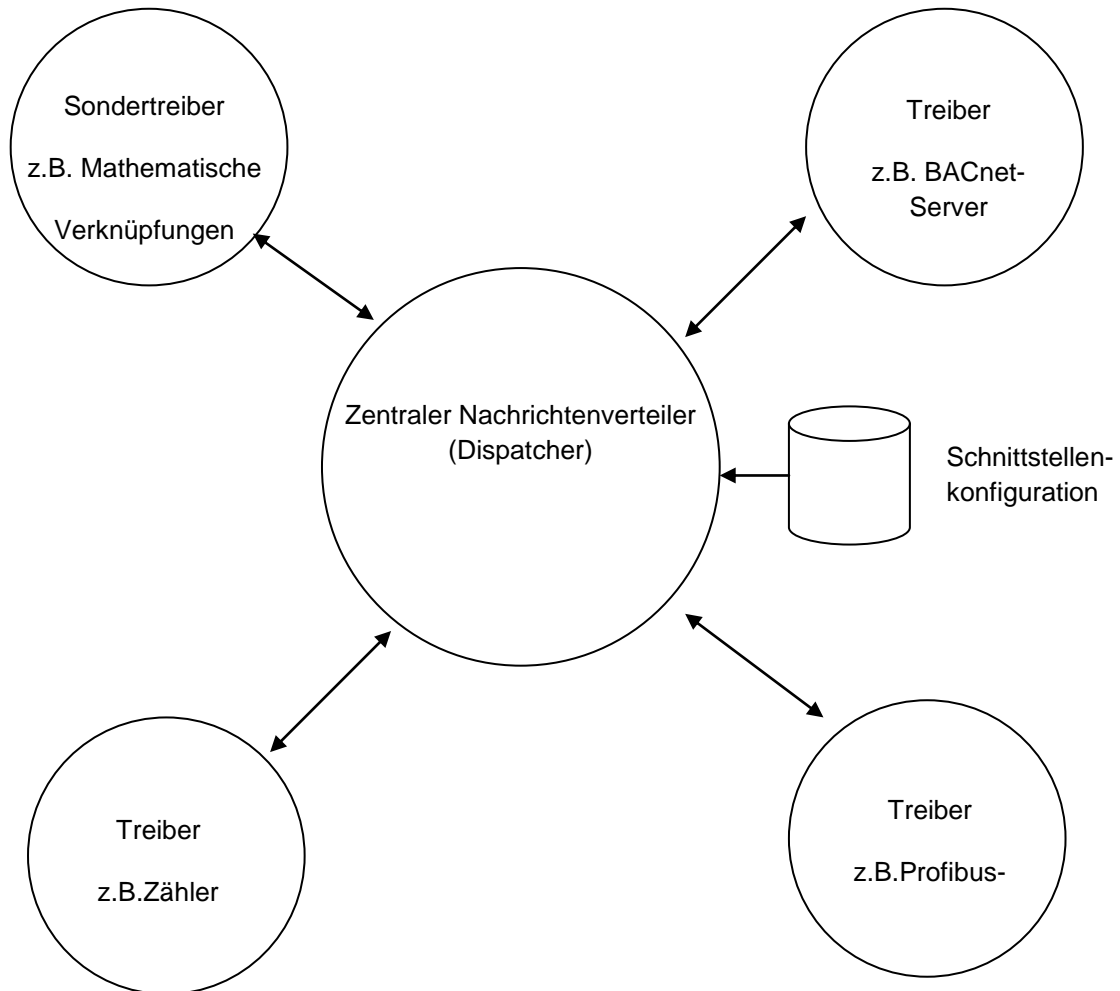 Sondertreiber
z.B. Mathematische
Verknüpfungen
Treiber
z.B. BACnet-
Server
Zentraler Nachrichtenverteiler
(Dispatcher)
Schnittstellen-
konfiguration
Treiber
z.B.Zähler
Treiber
z.B.Profibus-